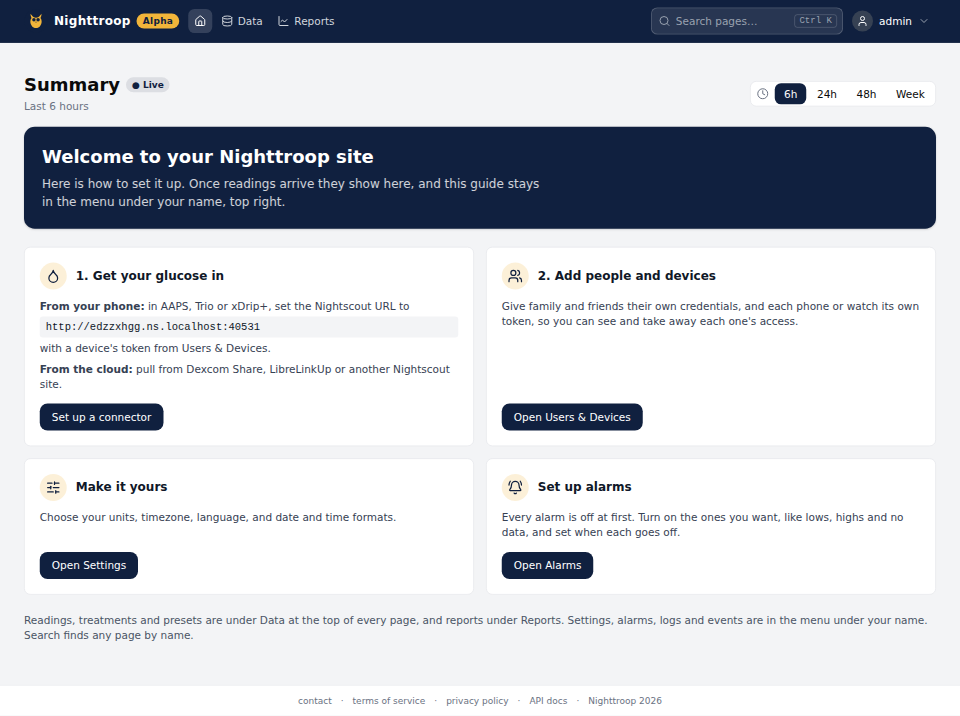 Nighttroop Alpha Data Reports Search pages... Ctrl K admin
Summary Live
Last 6 hours
6h 24h 48h Week
Welcome to your Nighttroop site
Here is how to set it up. Once readings arrive they show here, and this guide stays
in the menu under your name, top right.
1. Get your glucose in
From your phone: in AAPS, Trio or xDrip+, set the Nightscout URL to
http://edzzxhgg.ns.localhost:40531
with a device's token from Users & Devices.
From the cloud: pull from Dexcom Share, LibreLinkUp or another Nightscout
site.
Set up a connector
2. Add people and devices
Give family and friends their own credentials, and each phone or watch its own
token, so you can see and take away each one's access.
Open Users & Devices
Make it yours
Choose your units, timezone, language, and date and time formats.
Open Settings
Set up alarms
Every alarm is off at first. Turn on the ones you want, like lows, highs and no
data, and set when each goes off.
Open Alarms
Readings, treatments and presets are under Data at the top of every page, and reports under Reports. Settings, alarms, logs and events are in the menu under your name.
Search finds any page by name.
contact · terms of service · privacy policy · API docs · Nighttroop 2026